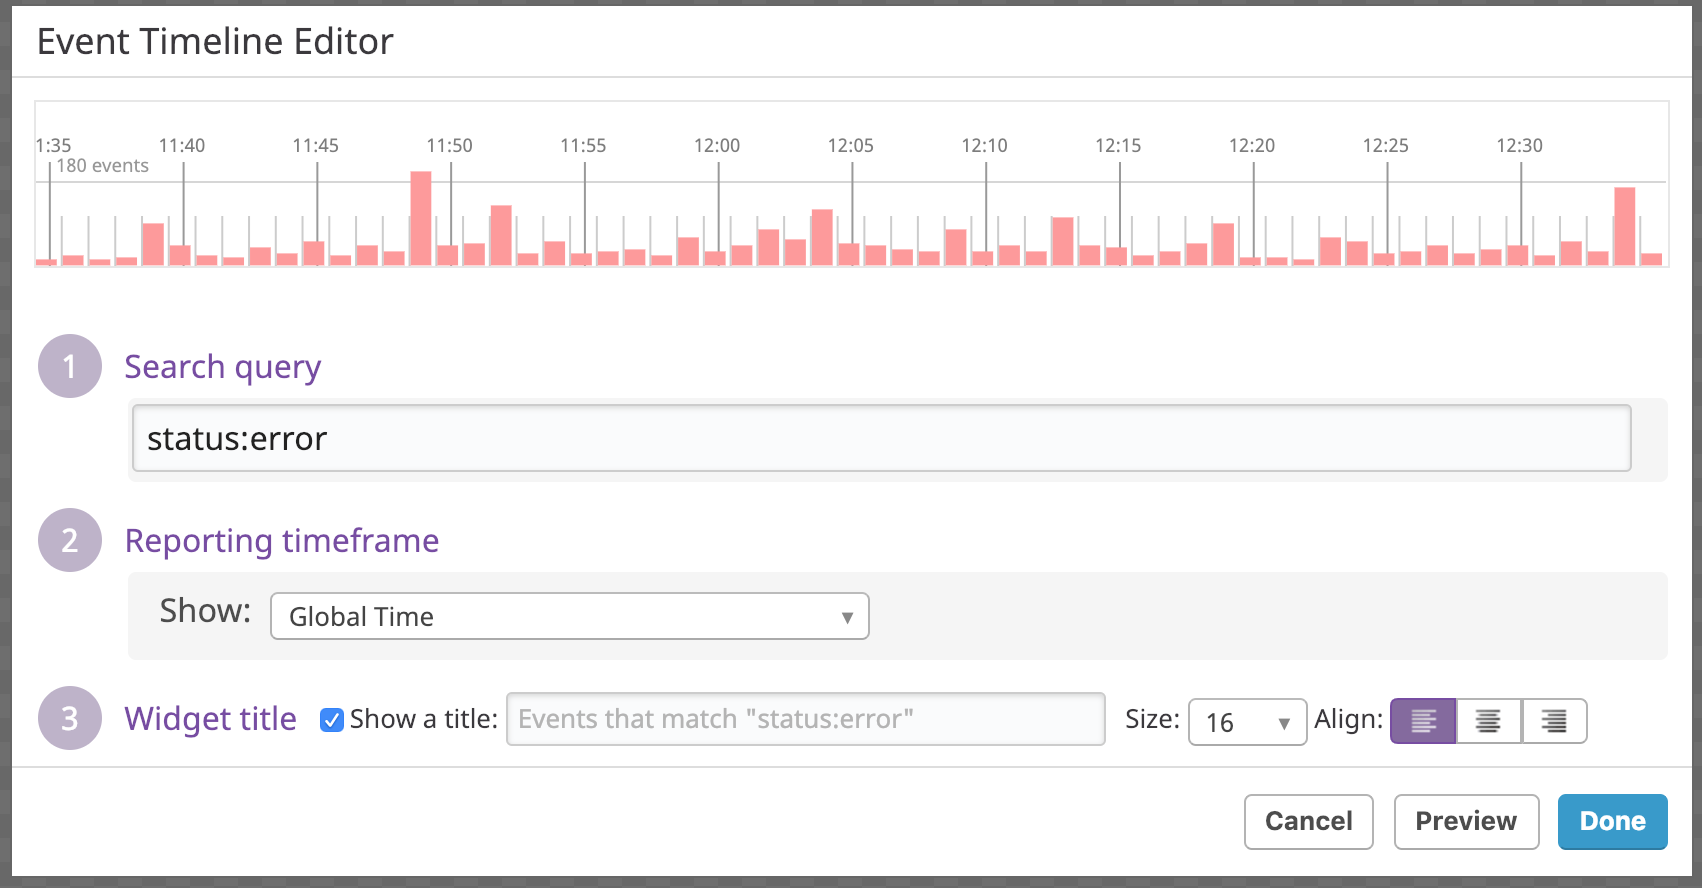 Event Timeline Editor
1:35 11:40 11:45 11:50 11:55 12:00 12:05 12:10 12:15 12:20 12:25 12:30
180 events
1 Search query
status:error
2 Reporting timeframe
Show: Global Time
3 Widget title Show a title: Events that match "status:error" Size: 16 Align:
Cancel Preview Done